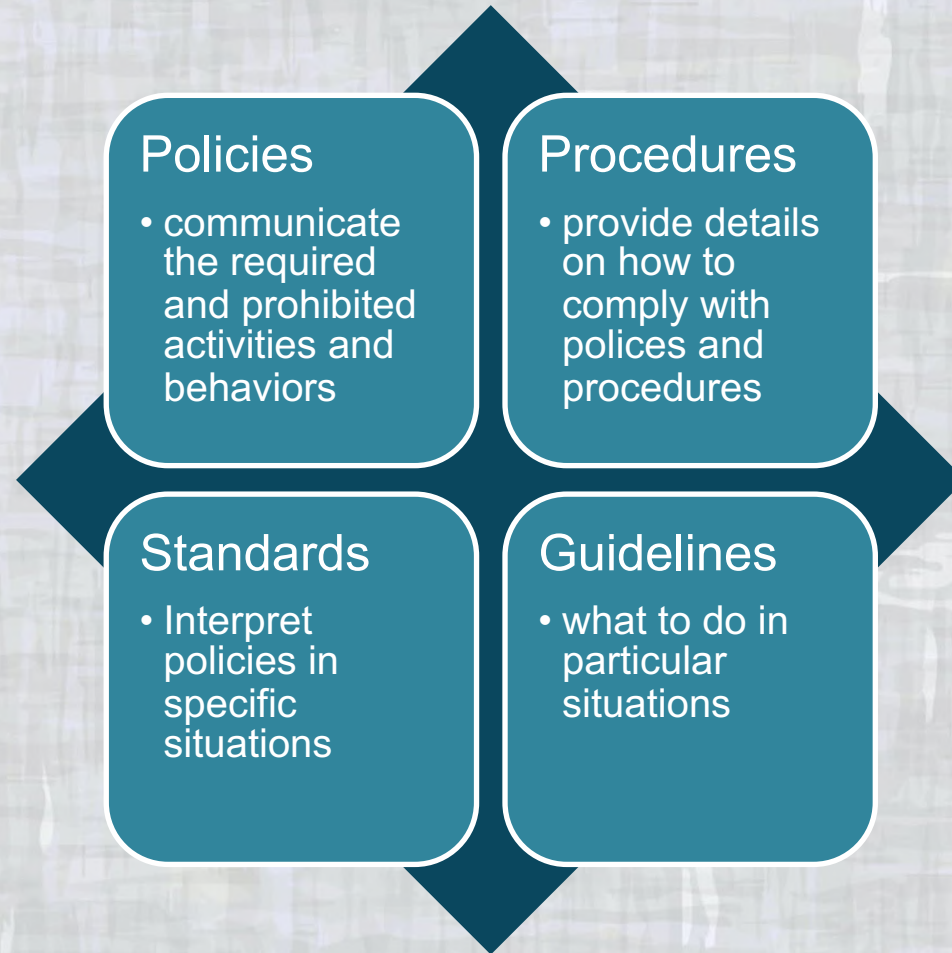 Policies
• communicate
the required
and prohibited
activities and
behaviors
Procedures
• provide details
on how to
comply with
polices and
procedures
Standards
• Interpret
policies in
specific
situations
Guidelines
• what to do in
particular
situations